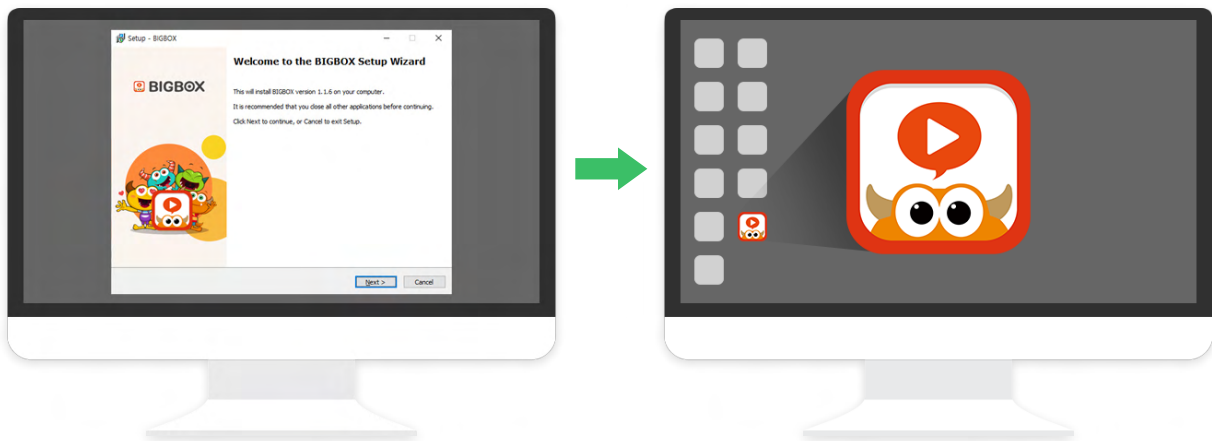 Setup - BIGBOX
Welcome to the BIGBOX Setup Wizard
BIGBOX
This will install BIGBOX version 1.1.6 on your computer.
It is recommended that you close all other applications before continuing.
Click Next to continue, or Cancel to exit Setup.
Next >
Cancel